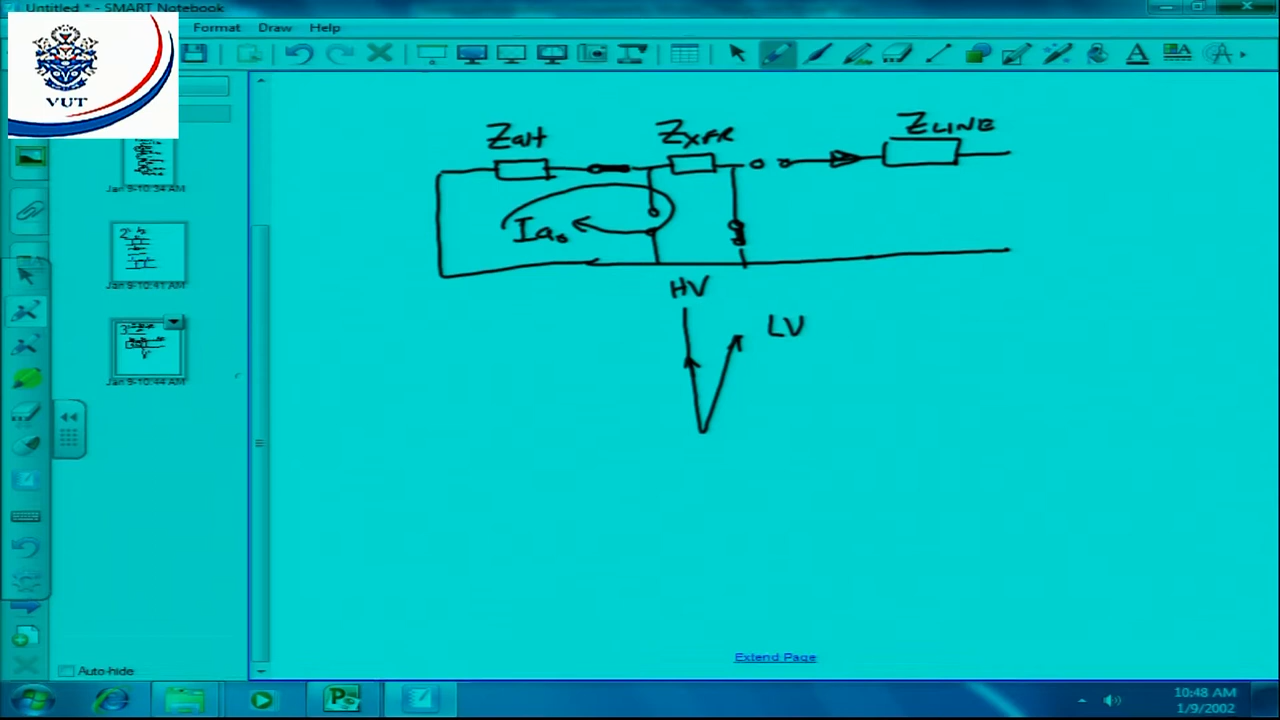 Untitled * - SMART Notebook
Format Draw Help
VUT
Jan 9-10:34 AM
Jan 9-10:41 AM
Jan 9-10:44 AM
Zalt ZXFR ZLINE
Iao
HV
LV
Extend Page
Auto-hide
10:48 AM
1/9/2002